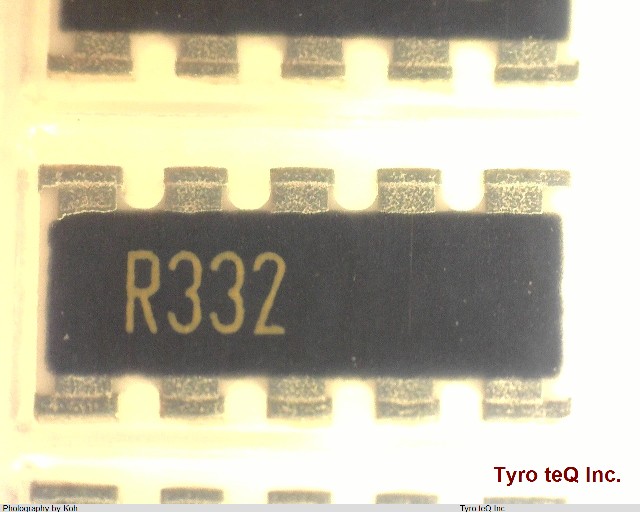 R332
Tyro teQ Inc.
Photography by Koh
Tyro teQ Inc